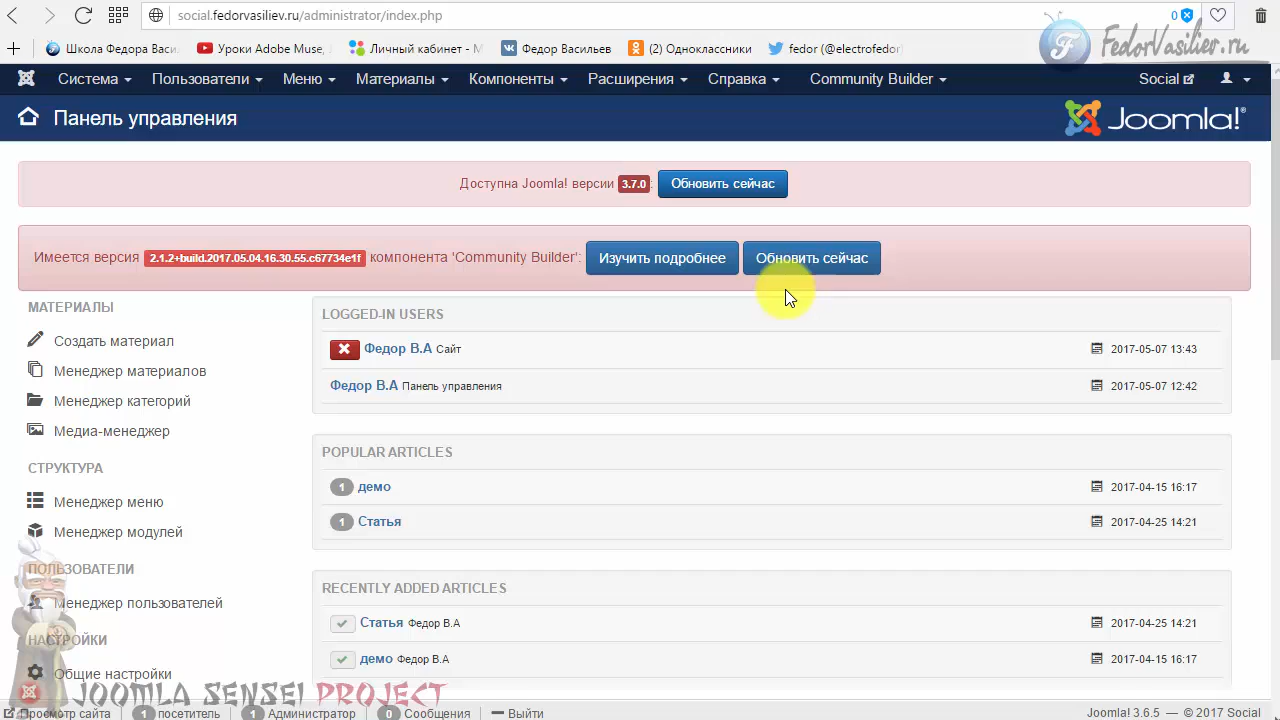 social.fedorvasiliev.ru/administrator/index.php
0
Школа Федора Васи.
Уроки Adobe Muse,
Личный кабинет - М
Федор Васильев
(2) Одноклассники
fedor (@electrofedor)
FedorVasiliev.ru
Система
Пользователи
Меню
Материалы
Компоненты
Расширения
Справка
Community Builder
Social
Панель управления
Joomla!®
Доступна Joomla! версии 3.7.0: Обновить сейчас
Имеется версия 2.1.2+build.2017.05.04.16.30.55.c67734e1f компонента 'Community Builder': Изучить подробнее Обновить сейчас
МАТЕРИАЛЫ
Создать материал
Менеджер материалов
Менеджер категорий
Медиа-менеджер
СТРУКТУРА
Менеджер меню
Менеджер модулей
ПОЛЬЗОВАТЕЛИ
Менеджер пользователей
НАСТРОЙКИ
Общие настройки
LOGGED-IN USERS
Федор В.А Сайт 2017-05-07 13:43
Федор В.А Панель управления 2017-05-07 12:42
POPULAR ARTICLES
1 демо 2017-04-15 16:17
1 Статья 2017-04-25 14:21
RECENTLY ADDED ARTICLES
Статья Федор В.А 2017-04-25 14:21
демо Федор В.А 2017-04-15 16:17
JOOMLA SENSEI PROJECT
Просмотр сайта
1 посетитель
1 Администратор
0 Сообщения
Выйти
Joomla! 3.6.5 — © 2017 Social